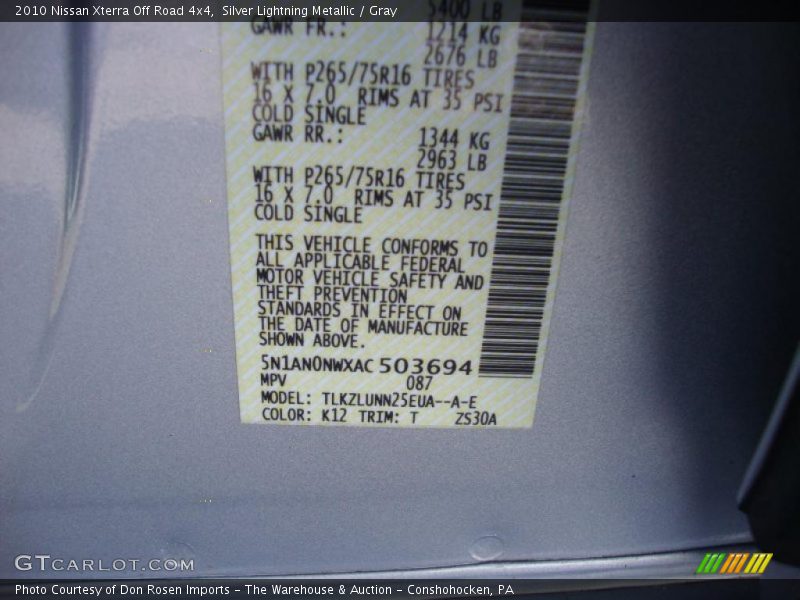 2010 Nissan Xterra Off Road 4x4, Silver Lightning Metallic / Gray
5400 LB
GAWR FR.: 1214 KG
2676 LB
WITH P265/75R16 TIRES
16 X 7.0 RIMS AT 35 PSI
COLD SINGLE
GAWR RR.: 1344 KG
2963 LB
WITH P265/75R16 TIRES
16 X 7.0 RIMS AT 35 PSI
COLD SINGLE
THIS VEHICLE CONFORMS TO
ALL APPLICABLE FEDERAL
MOTOR VEHICLE SAFETY AND
THEFT PREVENTION
STANDARDS IN EFFECT ON
THE DATE OF MANUFACTURE
SHOWN ABOVE.
5N1AN0NWXAC503694
MPV 087
MODEL: TLKZLUNN25EUA--A-E
COLOR: K12 TRIM: T ZS30A
GTCARLOT.COM
Photo Courtesy of Don Rosen Imports - The Warehouse & Auction - Conshohocken, PA